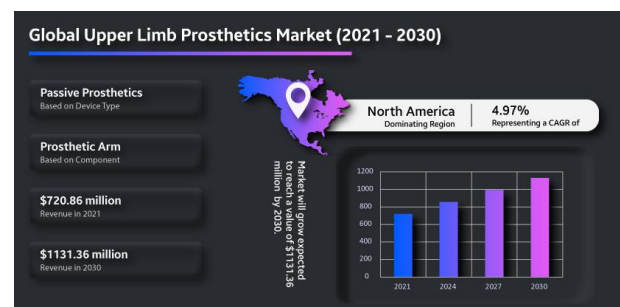 Global Upper Limb Prosthetics Market (2021 – 2030)
Passive Prosthetics
Based on Device Type
Prosthetic Arm
Based on Component
$720.86 million
Revenue in 2021
$1131.36 million
Revenue in 2030
North America
Dominating Region
4.97%
Representing a CAGR of
Market will grow expected
to reach a value of $1131.36
million by 2030.
1200
1000
800
600
400
200
0
2021 2024 2027 2030